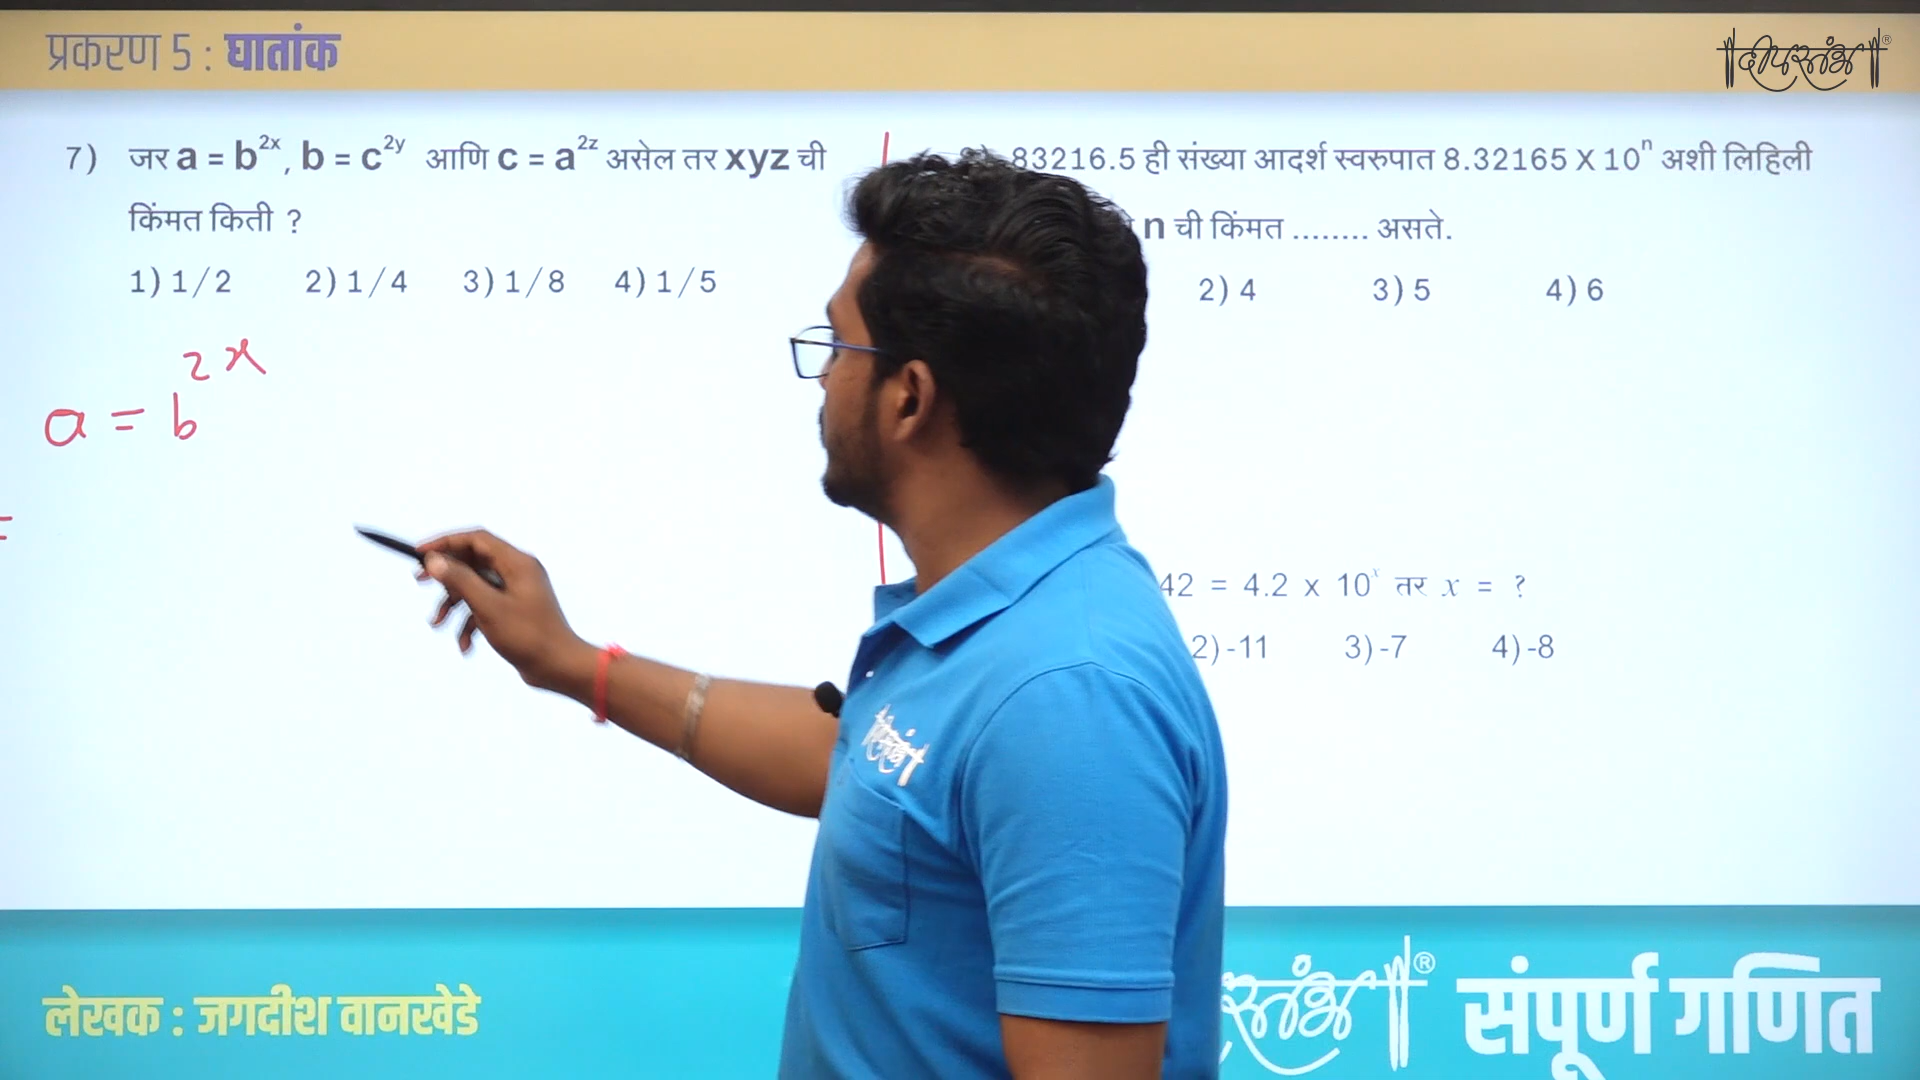 प्रकरण 5 : घातांक
दीपस्तंभ ®
7) जर a = b^2x, b = c^2y आणि c = a^2z असेल तर xyz ची
किंमत किती ?
1) 1/2 2) 1/4 3) 1/8 4) 1/5
a = b^2x
=
83216.5 ही संख्या आदर्श स्वरुपात 8.32165 X 10^n अशी लिहिली
n ची किंमत ........ असते.
2) 4 3) 5 4) 6
42 = 4.2 x 10^x तर x = ?
2) -11 3) -7 4) -8
लेखक : जगदीश वानखेडे
स्तंभ ® संपूर्ण गणित